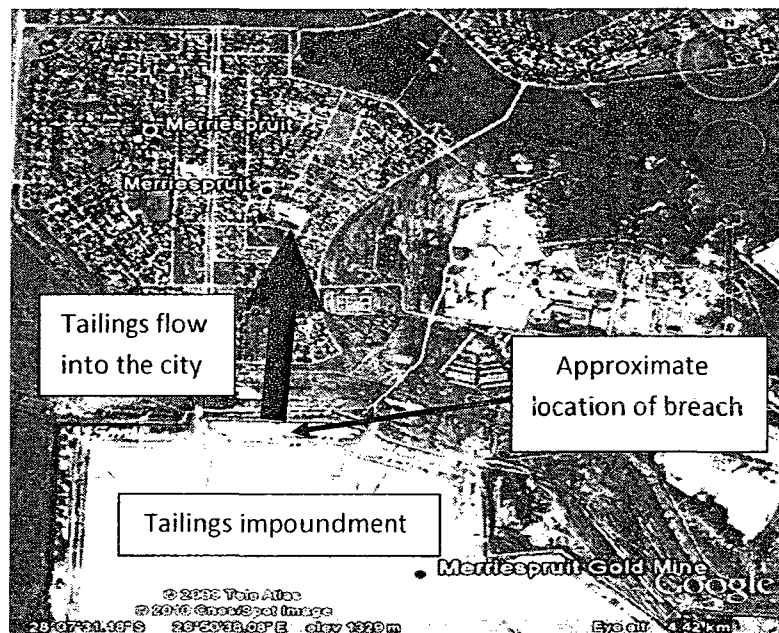 N
Merriespruit
Merriespruit
Tailings flow
into the city
Approximate
location of breach
Tailings impoundment
Merriespruit Gold Mine
Google
© 2009 Tele Atlas
© 2010 Cnes/Spot Image
28°07'31.18"S 26°50'38.08"E elev 1329 m
Eye alt 4.42 km